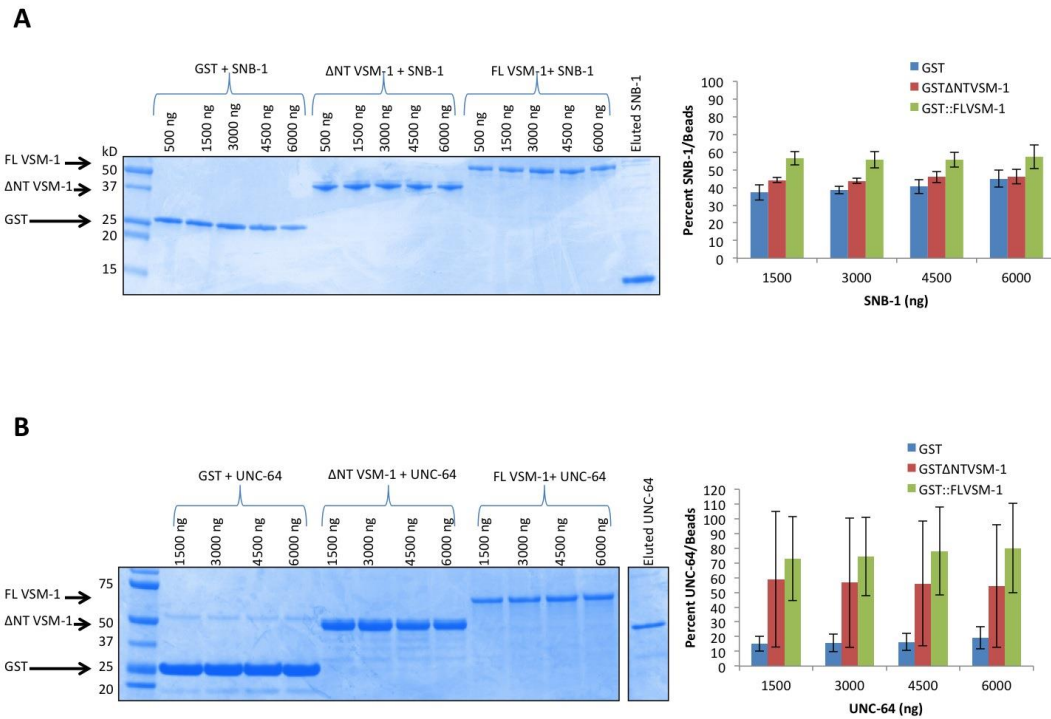 A
GST + SNB-1
ΔNT VSM-1 + SNB-1
FL VSM-1+ SNB-1
500 ng
1500 ng
3000 ng
4500 ng
6000 ng
500 ng
1500 ng
3000 ng
4500 ng
6000 ng
500 ng
1500 ng
3000 ng
4500 ng
6000 ng
Eluted SNB-1
kD
FL VSM-1
50
ΔNT VSM-1
37
GST
25
20
15
GST
GSTΔNTVSM-1
GST::FLVSM-1
Percent SNB-1/Beads
100
90
80
70
60
50
40
30
20
10
0
1500 3000 4500 6000
SNB-1 (ng)
B
GST + UNC-64
ΔNT VSM-1 + UNC-64
FL VSM-1+ UNC-64
1500 ng
3000 ng
4500 ng
6000 ng
1500 ng
3000 ng
4500 ng
6000 ng
1500 ng
3000 ng
4500 ng
6000 ng
Eluted UNC-64
75
FL VSM-1
50
ΔNT VSM-1
37
GST
25
20
GST
GSTΔNTVSM-1
GST::FLVSM-1
Percent UNC-64/Beads
120
110
100
90
80
70
60
50
40
30
20
10
0
1500 3000 4500 6000
UNC-64 (ng)